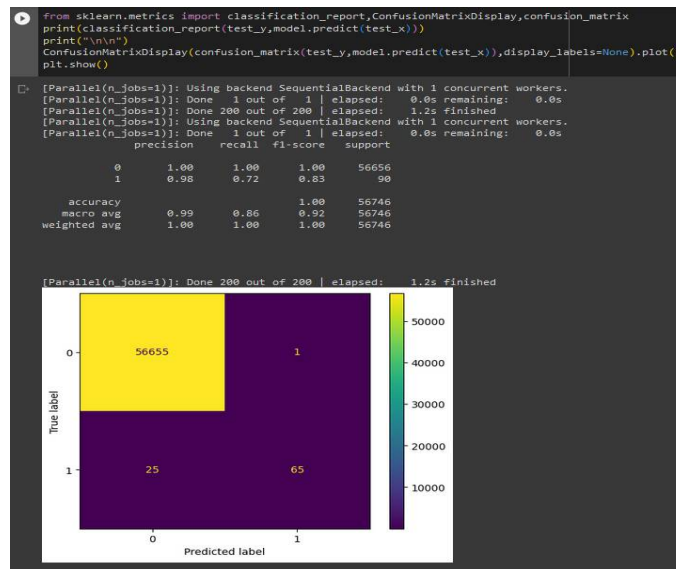 from sklearn.metrics import classification_report,ConfusionMatrixDisplay,confusion_matrix
print(classification_report(test_y,model.predict(test_x)))
print("\n\n")
ConfusionMatrixDisplay(confusion_matrix(test_y,model.predict(test_x)),display_labels=None).plot(
plt.show()
[Parallel(n_jobs=1)]: Using backend SequentialBackend with 1 concurrent workers.
[Parallel(n_jobs=1)]: Done 1 out of 1 | elapsed: 0.0s remaining: 0.0s
[Parallel(n_jobs=1)]: Done 200 out of 200 | elapsed: 1.2s finished
[Parallel(n_jobs=1)]: Using backend SequentialBackend with 1 concurrent workers.
[Parallel(n_jobs=1)]: Done 1 out of 1 | elapsed: 0.0s remaining: 0.0s
precision recall f1-score support
0 1.00 1.00 1.00 56656
1 0.98 0.72 0.83 90
accuracy 1.00 56746
macro avg 0.99 0.86 0.92 56746
weighted avg 1.00 1.00 1.00 56746
[Parallel(n_jobs=1)]: Done 200 out of 200 | elapsed: 1.2s finished
50000
0 56655 1
40000
True label
30000
20000
1 25 65
10000
0 1
Predicted label